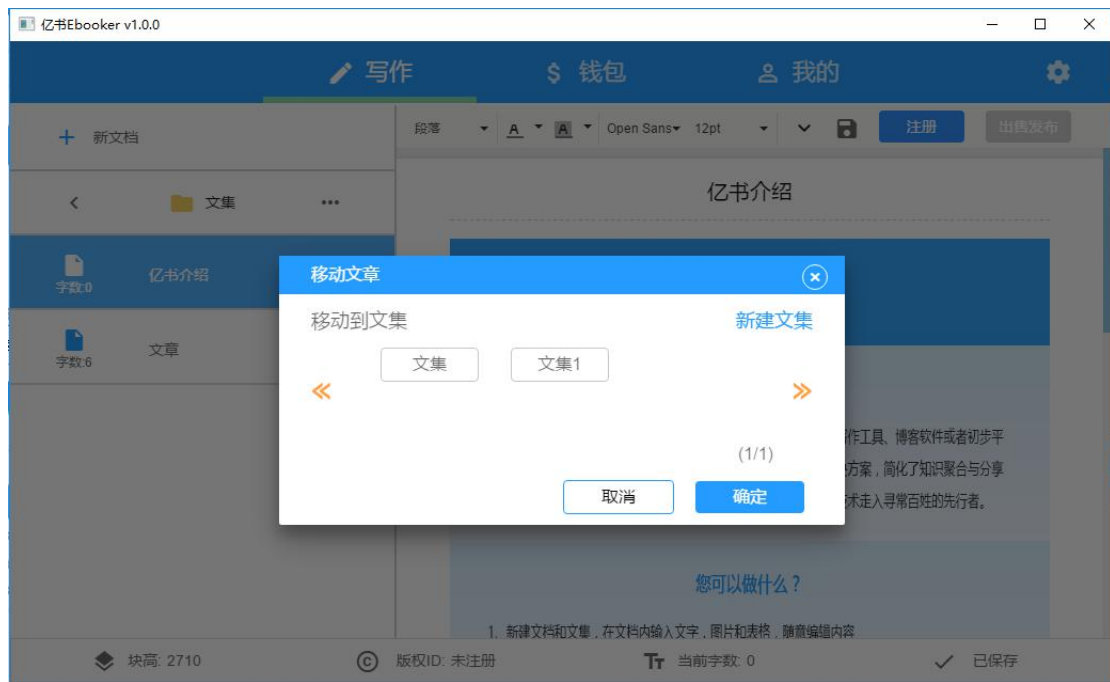 亿书Ebooker v1.0.0
写作 钱包 我的
新文档
段落 A A Open Sans 12pt 注册 出售发布
文集
亿书介绍
字数:0 亿书介绍
字数:6 文章
移动文章
移动到文集 新建文集
文集 文集1
(1/1)
取消 确定
作工具、博客软件或者初步平
方案，简化了知识聚合与分享
术走入寻常百姓的先行者。
您可以做什么？
1. 新建文档和文集，在文档内输入文字，图片和表格，随意编辑内容
块高: 2710 版权ID: 未注册 当前字数: 0 已保存